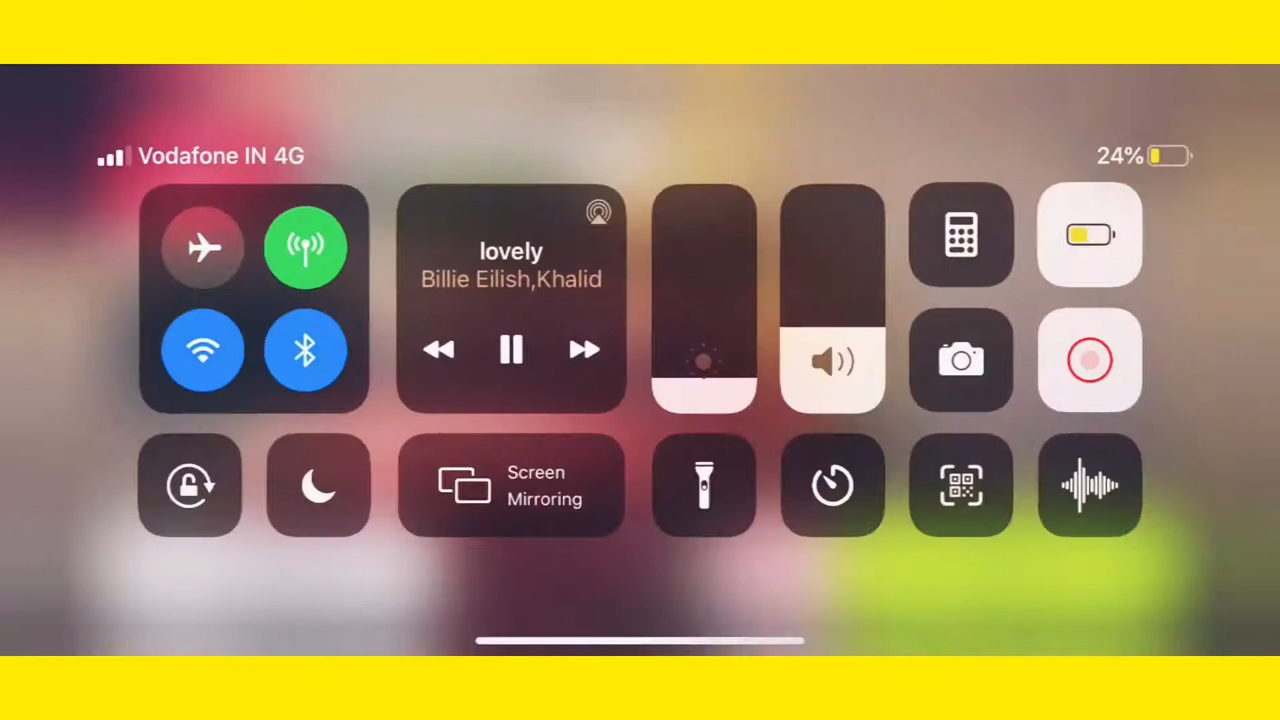 Vodafone IN 4G
24%
lovely
Billie Eilish,Khalid
Screen
Mirroring